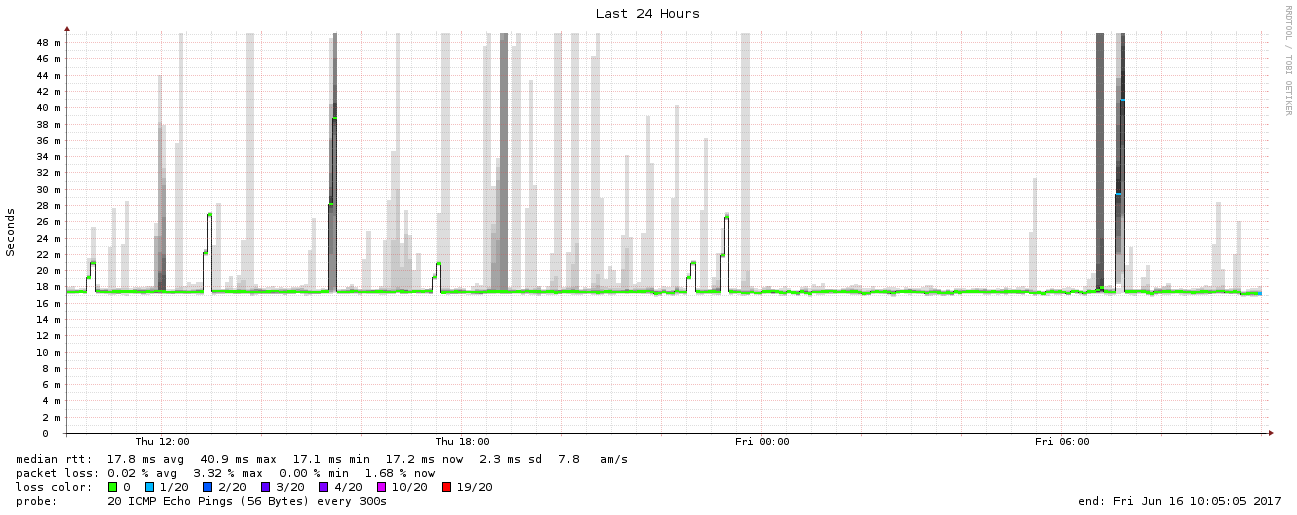 Last 24 Hours
RRDTOOL / TOBI OETIKER
Seconds
48 m
46 m
44 m
42 m
40 m
38 m
36 m
34 m
32 m
30 m
28 m
26 m
24 m
22 m
20 m
18 m
16 m
14 m
12 m
10 m
8 m
6 m
4 m
2 m
0
Thu 12:00 Thu 18:00 Fri 00:00 Fri 06:00
median rtt: 17.8 ms avg 40.9 ms max 17.1 ms min 17.2 ms now 2.3 ms sd 7.8 am/s
packet loss: 0.02 % avg 3.32 % max 0.00 % min 1.68 % now
loss color: 0 1/20 2/20 3/20 4/20 10/20 19/20
probe: 20 ICMP Echo Pings (56 Bytes) every 300s end: Fri Jun 16 10:05:05 2017